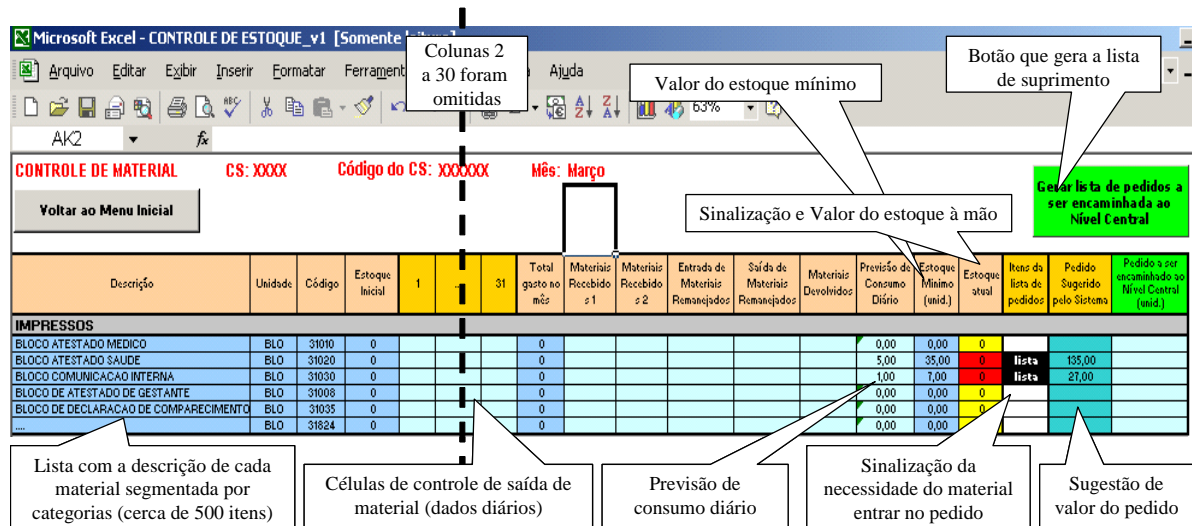 Microsoft Excel - CONTROLE DE ESTOQUE_v1 [Somente
Colunas 2
a 30 foram
omitidas
Botão que gera a lista
de suprimento
Arquivo Editar Exibir Inserir Formatar Ajuda
Valor do estoque mínimo
63%
AK2 fx
CONTROLE DE MATERIAL CS: XXXX Código do CS: XXXXXX Mês: Março
Voltar ao Menu Inicial
Sinalização e Valor do estoque à mão
Gerar lista de pedidos a
ser encaminhada ao
Nível Central
Descrição Unidade Código Estoque Inicial 1 .. 31 Total gasto no mês Materiais Recebido s 1 Materiais Recebido s 2 Entrada de Materiais Remanejados Saída de Materiais Remanejados Materiais Devolvidos Previsão de Consumo Diário Estoque Mínimo (unid.) Estoque atual Itens da lista de pedidos Pedido Sugerido pelo Sistema Pedido a ser encaminhado ao Nível Central (unid.)
IMPRESSOS
BLOCO ATESTADO MEDICO BLO 31010 0 0 0,00 0,00 0
BLOCO ATESTADO SAUDE BLO 31020 0 0 5,00 35,00 0 lista 135,00
BLOCO COMUNICACAO INTERNA BLO 31030 0 0 1,00 7,00 0 lista 27,00
BLOCO DE ATESTADO DE GESTANTE BLO 31008 0 0 0,00 0,00 0
BLOCO DE DECLARACAO DE COMPARECIMENTO BLO 31035 0 0 0,00 0,00 0
.... BLO 31824 0 0 0,00 0,00 0
Lista com a descrição de cada
material segmentada por
categorias (cerca de 500 itens)
Células de controle de saída de
material (dados diários)
Previsão de
consumo diário
Sinalização da
necessidade do material
entrar no pedido
Sugestão de
valor do pedido